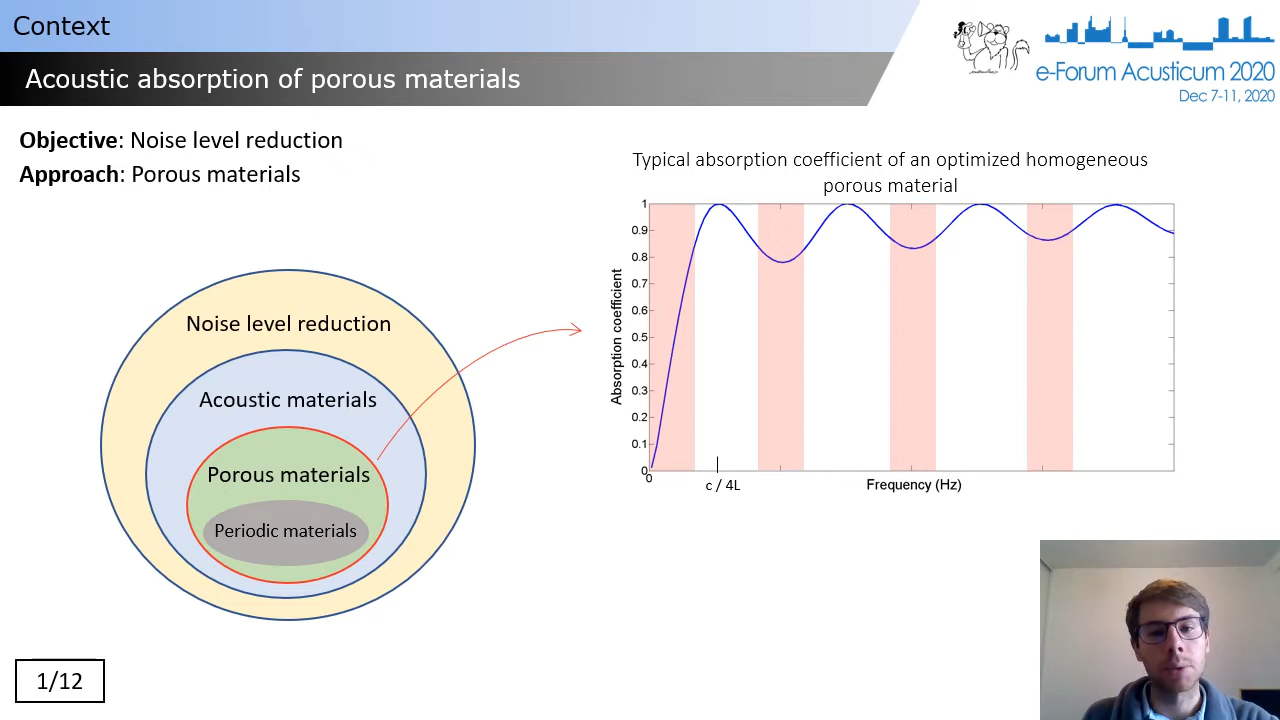 Context
Acoustic absorption of porous materials
e-Forum Acusticum 2020
Dec 7-11, 2020
Objective: Noise level reduction
Approach: Porous materials
Noise level reduction
Acoustic materials
Porous materials
Periodic materials
Typical absorption coefficient of an optimized homogeneous
porous material
Absorption coefficient
1
0.9
0.8
0.7
0.6
0.5
0.4
0.3
0.2
0.1
0
0
c / 4L
Frequency (Hz)
1/12